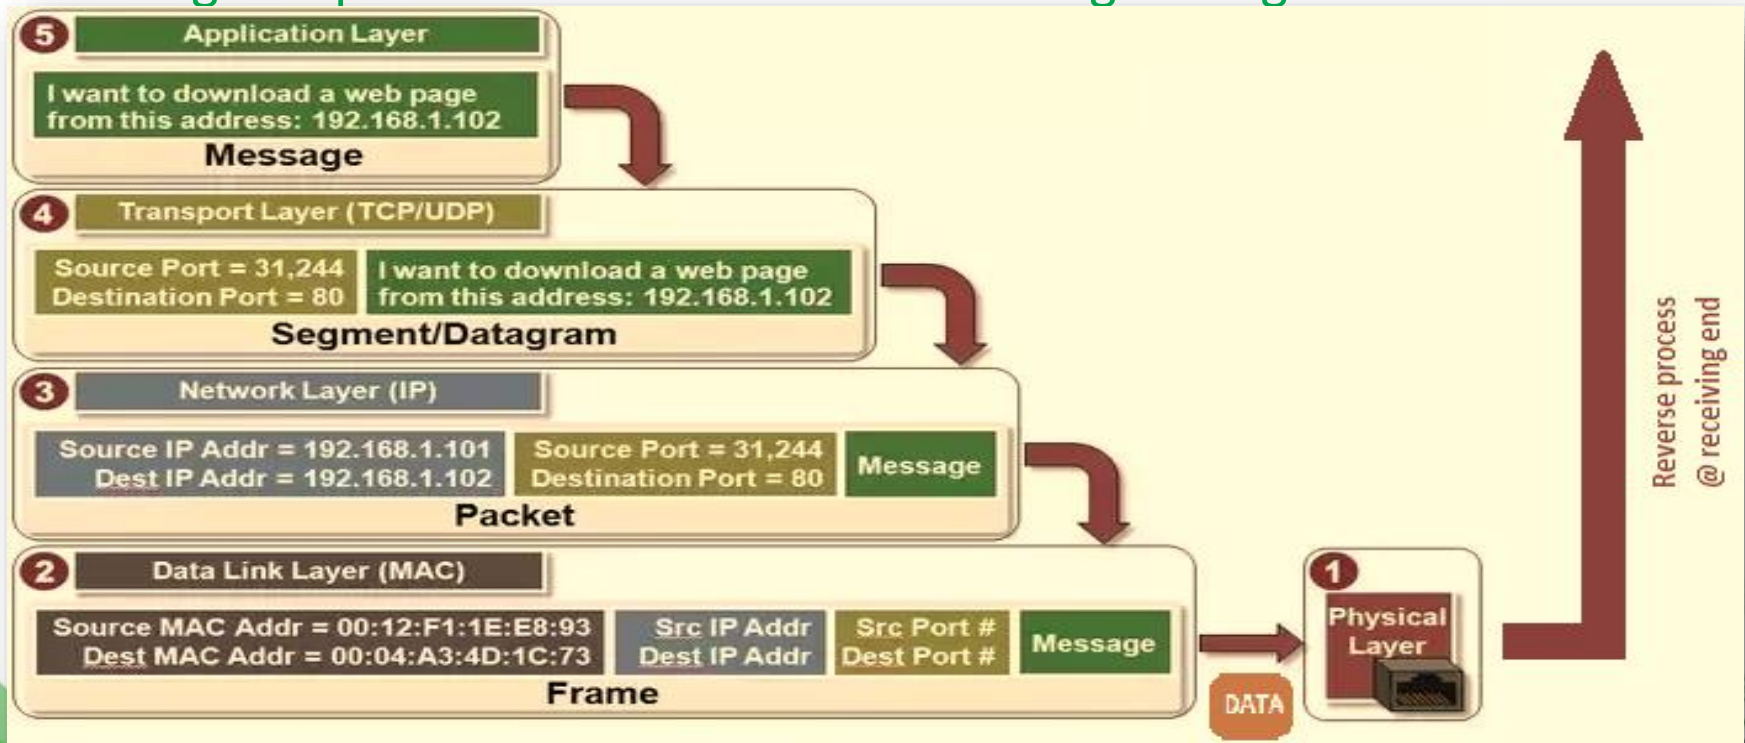 5
Application Layer
I want to download a web page
from this address: 192.168.1.102
Message
4
Transport Layer (TCP/UDP)
Source Port = 31,244
Destination Port = 80
I want to download a web page
from this address: 192.168.1.102
Segment/Datagram
3
Network Layer (IP)
Source IP Addr = 192.168.1.101
Dest IP Addr = 192.168.1.102
Source Port = 31,244
Destination Port = 80
Message
Packet
2
Data Link Layer (MAC)
Source MAC Addr = 00:12:F1:1E:E8:93
Dest MAC Addr = 00:04:A3:4D:1C:73
Src IP Addr
Dest IP Addr
Src Port #
Dest Port #
Message
Frame
DATA
1
Physical
Layer
Reverse process
@ receiving end